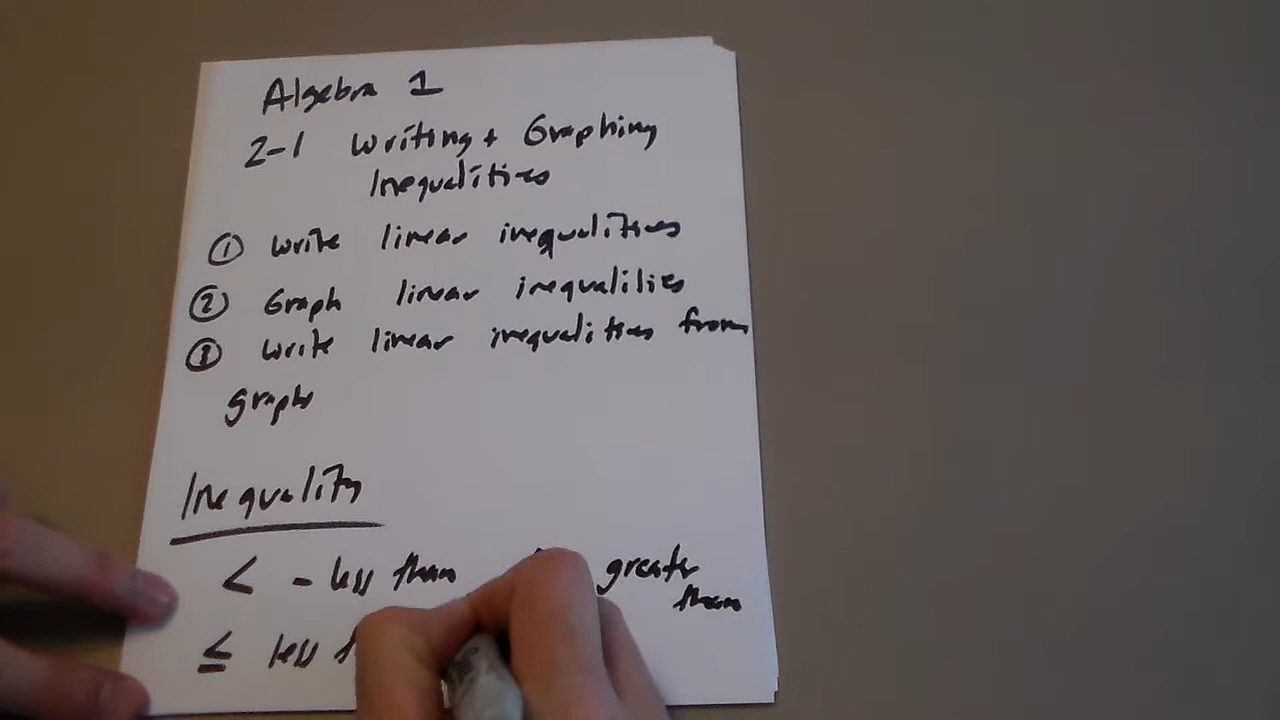 Algebra 1
2-1 Writing + Graphing
Inequalities
① Write linear inequalities
② Graph linear inequalities
③ Write linear inequalities from
graphs
Inequality
< - less than greater
than
≤ less